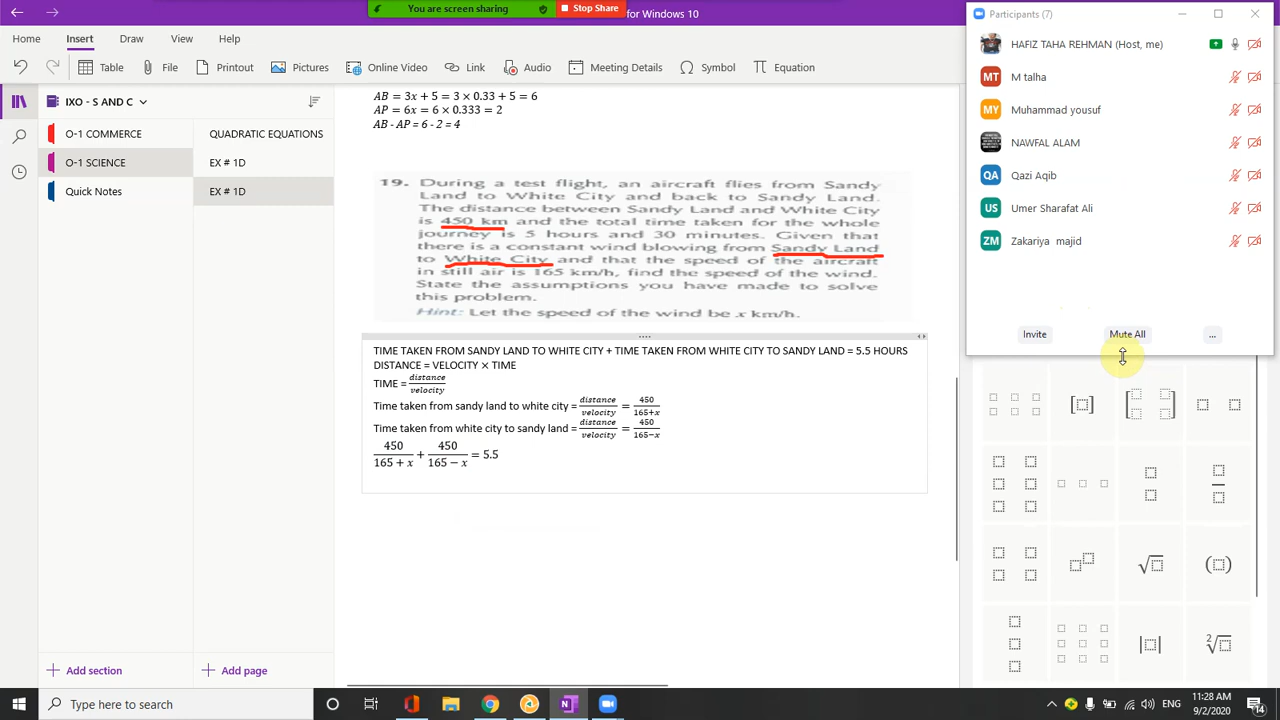 You are screen sharing
Stop Share
for Windows 10
Home
Insert
Draw
View
Help
Table
File
Printout
Pictures
Online Video
Link
Audio
Meeting Details
Symbol
Equation
IXO - S AND C
O-1 COMMERCE
O-1 SCIENCE
Quick Notes
QUADRATIC EQUATIONS
EX # 1D
EX # 1D
AB = 3x + 5 = 3 × 0.33 + 5 = 6
AP = 6x = 6 × 0.333 = 2
AB - AP = 6 - 2 = 4
19. During a test flight, an aircraft flies from Sandy
Land to White City and back to Sandy Land.
The distance between Sandy Land and White City
is 450 km and the total time taken for the whole
journey is 5 hours and 30 minutes. Given that
there is a constant wind blowing from Sandy Land
to White City and that the speed of the aircraft
in still air is 165 km/h, find the speed of the wind.
State the assumptions you have made to solve
this problem.
Hint: Let the speed of the wind be x km/h.
TIME TAKEN FROM SANDY LAND TO WHITE CITY + TIME TAKEN FROM WHITE CITY TO SANDY LAND = 5.5 HOURS
DISTANCE = VELOCITY × TIME
TIME = distance/velocity
Time taken from sandy land to white city = distance/velocity = 450/165+x
Time taken from white city to sandy land = distance/velocity = 450/165−x
450/165 + x + 450/165 − x = 5.5
Add section
Add page
Participants (7)
HAFIZ TAHA REHMAN (Host, me)
MT M talha
MY Muhammad yousuf
NAWFAL ALAM
QA Qazi Aqib
US Umer Sharafat Ali
ZM Zakariya majid
Invite
Mute All
...
Type here to search
ENG
11:28 AM
9/2/2020
14